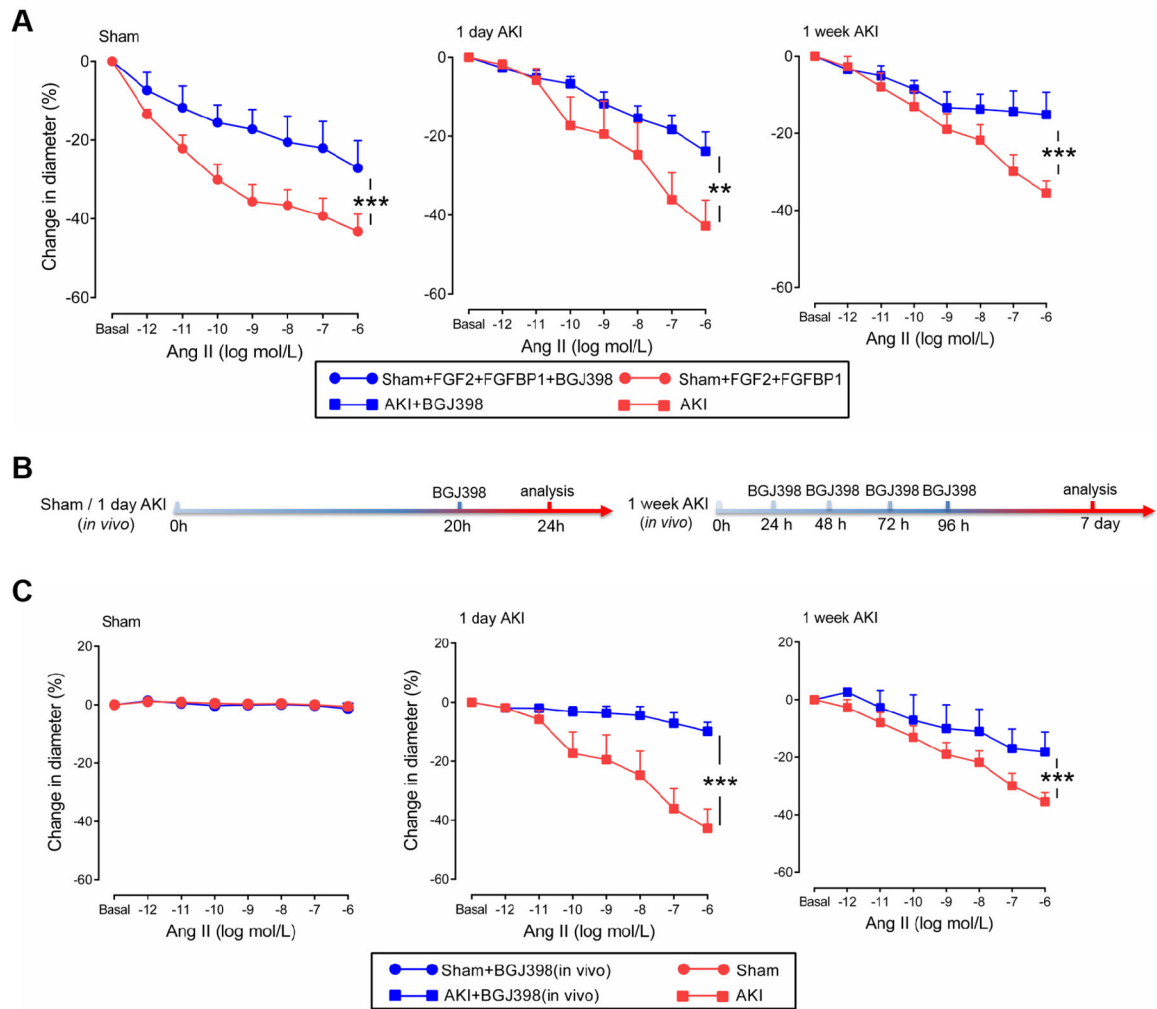 A
Sham
1 day AKI
1 week AKI
Change in diameter (%)
0
-20
-40
-60
***
Basal -12 -11 -10 -9 -8 -7 -6
Ang II (log mol/L)
0
-20
-40
-60
**
Basal -12 -11 -10 -9 -8 -7 -6
Ang II (log mol/L)
0
-20
-40
-60
***
Basal -12 -11 -10 -9 -8 -7 -6
Ang II (log mol/L)
Sham+FGF2+FGFBP1+BGJ398 Sham+FGF2+FGFBP1
AKI+BGJ398 AKI
B
Sham / 1 day AKI
(in vivo)
BGJ398 analysis
0h 20h 24h
1 week AKI
(in vivo)
BGJ398 BGJ398 BGJ398 BGJ398 analysis
0h 24 h 48 h 72 h 96 h 7 day
C
Sham
1 day AKI
1 week AKI
Change in diameter (%)
20
0
-20
-40
-60
Basal -12 -11 -10 -9 -8 -7 -6
Ang II (log mol/L)
Change in diameter (%)
20
0
-20
-40
-60
***
Basal -12 -11 -10 -9 -8 -7 -6
Ang II (log mol/L)
20
0
-20
-40
-60
***
Basal -12 -11 -10 -9 -8 -7 -6
Ang II (log mol/L)
Sham+BGJ398(in vivo) Sham
AKI+BGJ398(in vivo) AKI